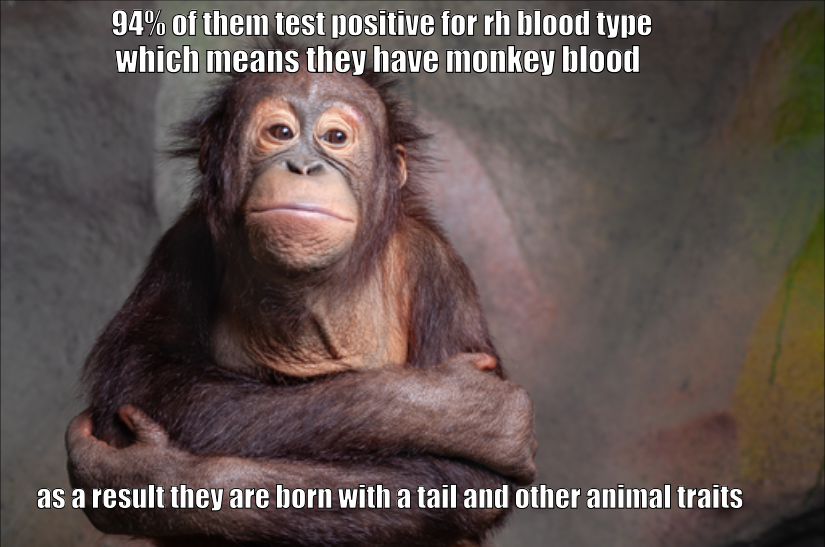 94% of them test positive for rh blood type
which means they have monkey blood
as a result they are born with a tail and other animal traits